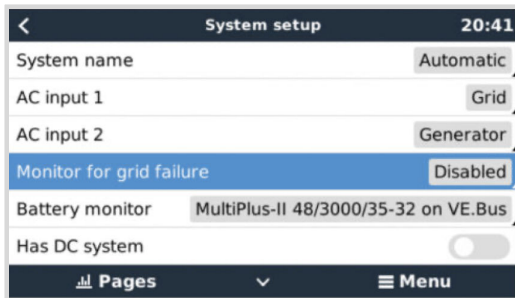 System setup 20:41
System name Automatic
AC input 1 Grid
AC input 2 Generator
Monitor for grid failure Disabled
Battery monitor MultiPlus-II 48/3000/35-32 on VE.Bus
Has DC system
Pages Menu